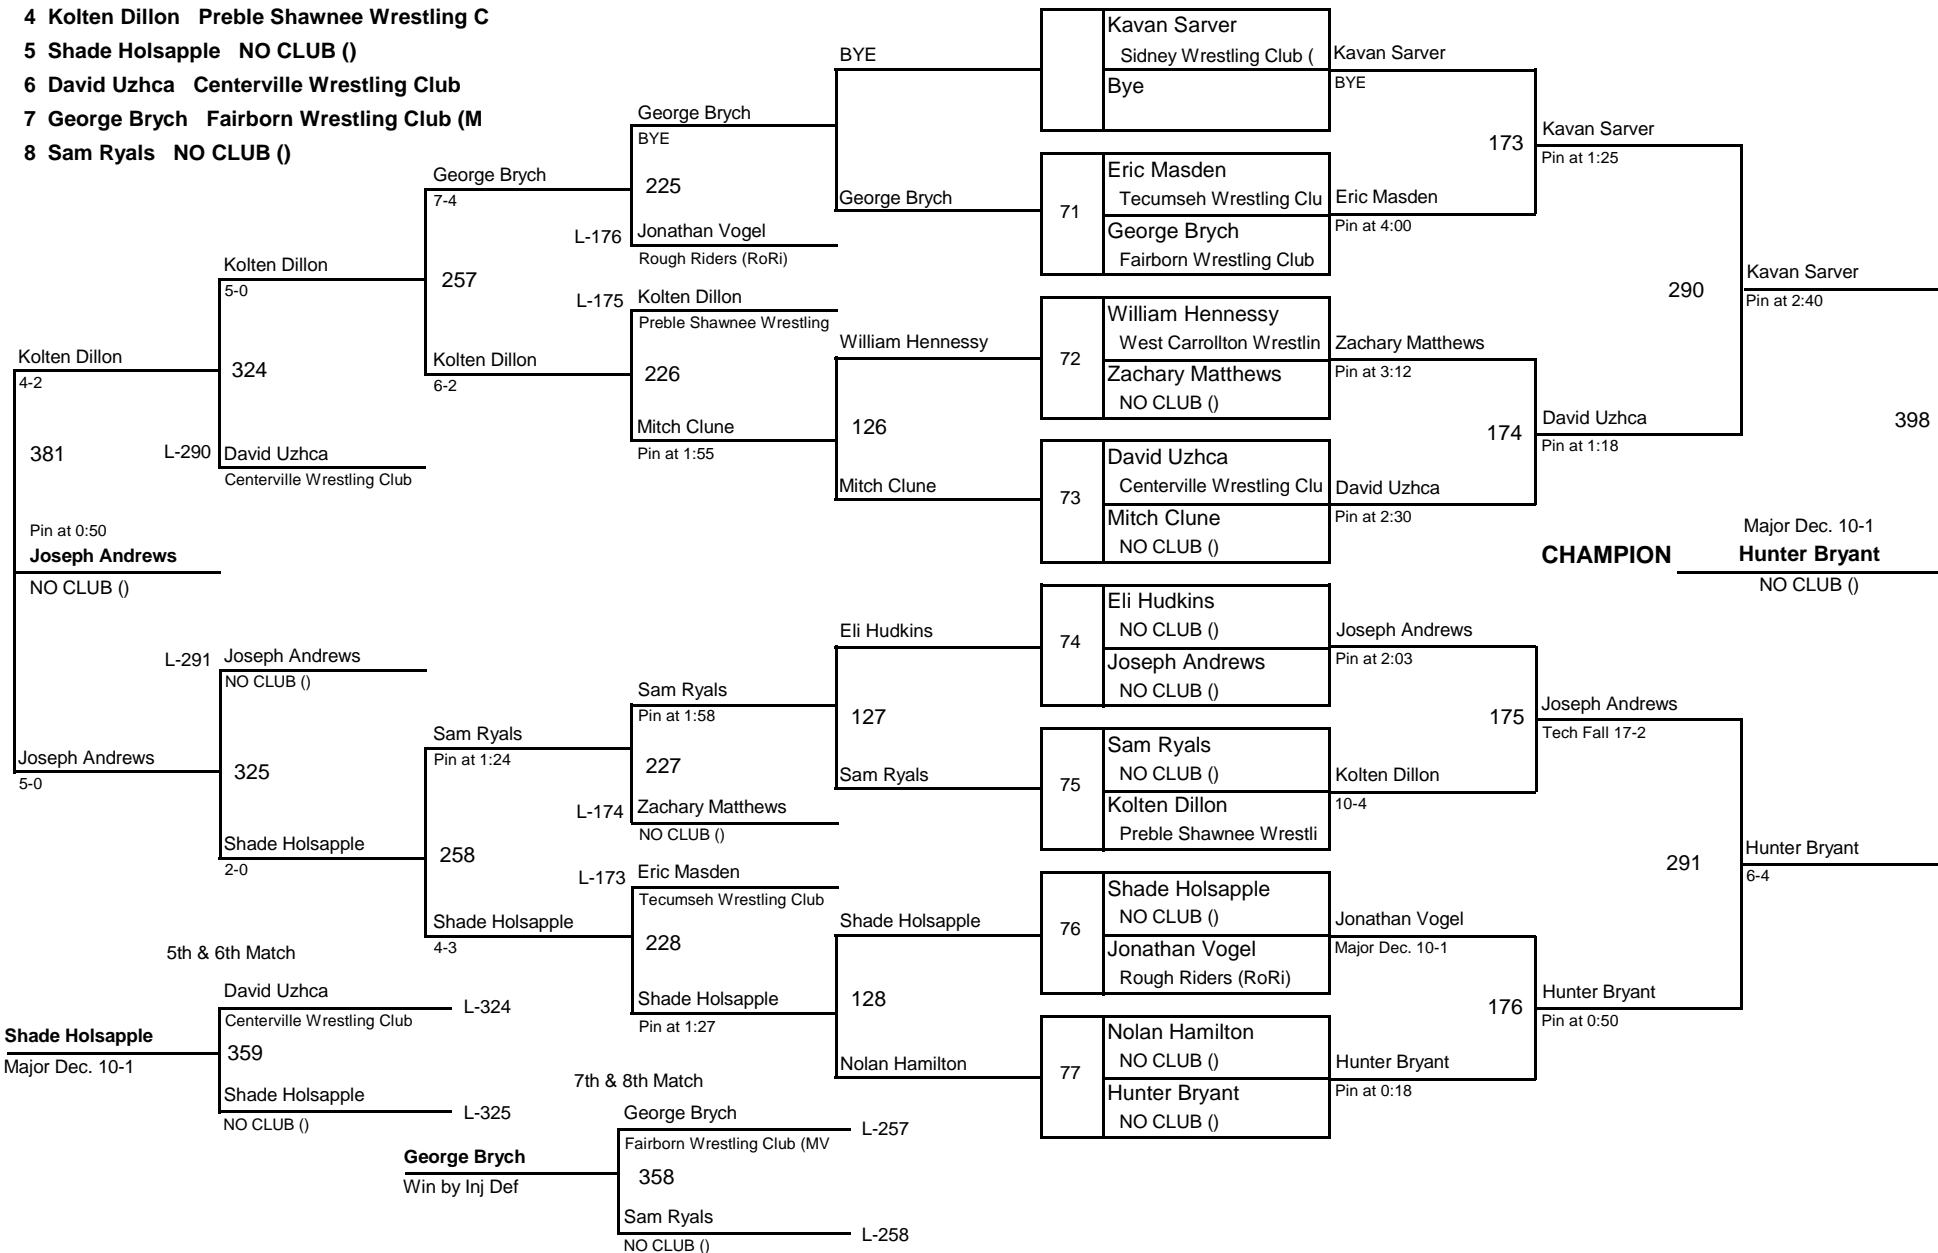 4 Kolten Dillon Preble Shawnee Wrestling C
5 Shade Holsapple NO CLUB ()
6 David Uzhca Centerville Wrestling Club
7 George Brych Fairborn Wrestling Club (M
8 Sam Ryals NO CLUB ()
Kolten Dillon
4-2
381
Pin at 0:50
Joseph Andrews
NO CLUB ()
Joseph Andrews
5-0
Kolten Dillon
5-0
324
L-290 David Uzhca
Centerville Wrestling Club
L-291 Joseph Andrews
NO CLUB ()
325
Shade Holsapple
2-0
5th & 6th Match
David Uzhca
L-324
Centerville Wrestling Club
Shade Holsapple
359
Major Dec. 10-1
Shade Holsapple
L-325
NO CLUB ()
George Brych
7-4
257
Kolten Dillon
6-2
Sam Ryals
Pin at 1:24
258
Shade Holsapple
4-3
7th & 8th Match
George Brych
L-257
Fairborn Wrestling Club (MV
George Brych
358
Win by Inj Def
Sam Ryals
L-258
NO CLUB ()
George Brych
BYE
225
L-176 Jonathan Vogel
Rough Riders (RoRi)
L-175 Kolten Dillon
Preble Shawnee Wrestling
226
Mitch Clune
Pin at 1:55
Sam Ryals
Pin at 1:58
227
L-174 Zachary Matthews
NO CLUB ()
L-173 Eric Masden
Tecumseh Wrestling Club
228
Shade Holsapple
Pin at 1:27
BYE
George Brych
William Hennessy
126
Mitch Clune
Eli Hudkins
127
Sam Ryals
Shade Holsapple
128
Nolan Hamilton
Kavan Sarver
Sidney Wrestling Club (
Bye
71
Eric Masden
Tecumseh Wrestling Clu
George Brych
Fairborn Wrestling Club
72
William Hennessy
West Carrollton Wrestlin
Zachary Matthews
NO CLUB ()
73
David Uzhca
Centerville Wrestling Clu
Mitch Clune
NO CLUB ()
74
Eli Hudkins
NO CLUB ()
Joseph Andrews
NO CLUB ()
75
Sam Ryals
NO CLUB ()
Kolten Dillon
Preble Shawnee Wrestli
76
Shade Holsapple
NO CLUB ()
Jonathan Vogel
Rough Riders (RoRi)
77
Nolan Hamilton
NO CLUB ()
Hunter Bryant
NO CLUB ()
Kavan Sarver
BYE
173
Eric Masden
Pin at 4:00
Zachary Matthews
Pin at 3:12
174
David Uzhca
Pin at 2:30
Joseph Andrews
Pin at 2:03
175
Kolten Dillon
10-4
Jonathan Vogel
Major Dec. 10-1
176
Hunter Bryant
Pin at 0:18
Kavan Sarver
Pin at 1:25
290
David Uzhca
Pin at 1:18
Joseph Andrews
Tech Fall 17-2
291
Hunter Bryant
Pin at 0:50
Kavan Sarver
Pin at 2:40
398
Major Dec. 10-1
CHAMPION Hunter Bryant
NO CLUB ()
Hunter Bryant
6-4